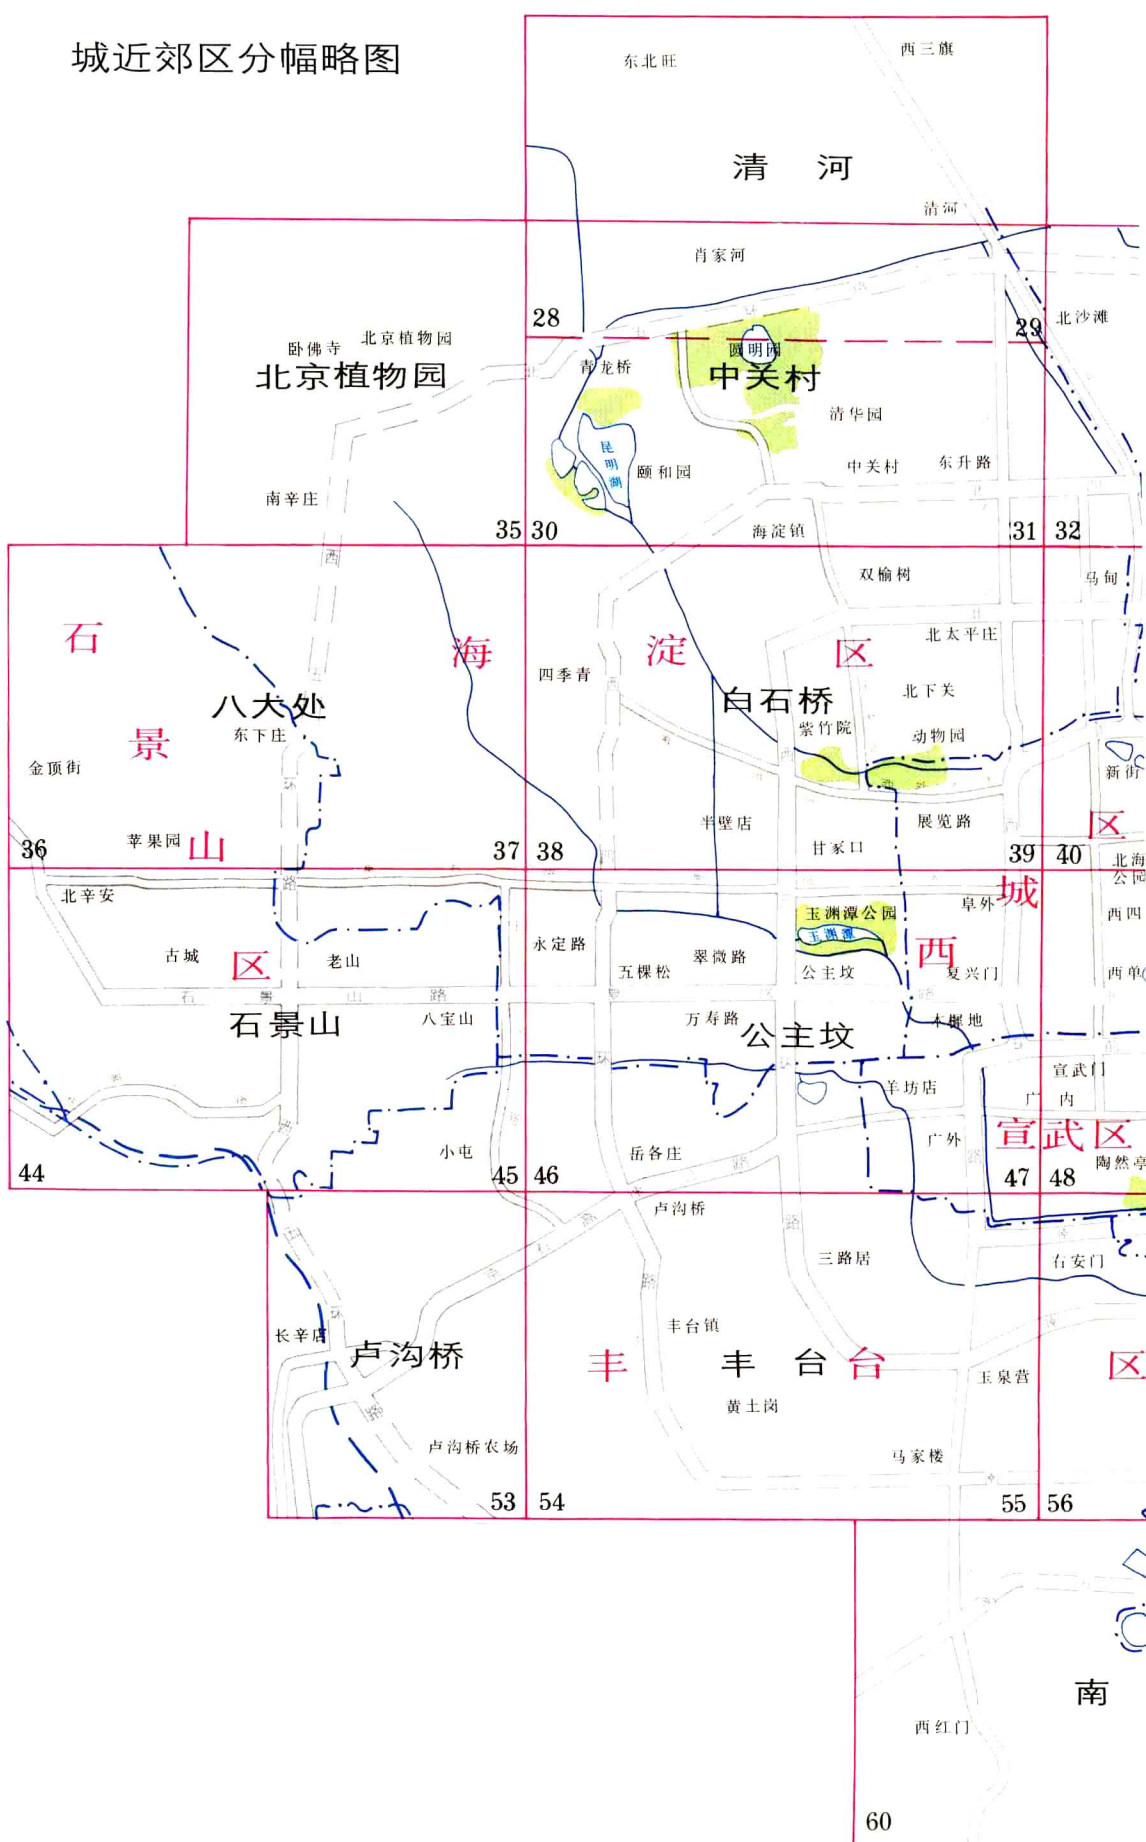 城近郊区分幅略图
东北旺
西三旗
清河
清河
肖家河
28
29
北沙滩
卧佛寺
北京植物园
北京植物园
青龙桥
圆明园
中关村
清华园
昆明湖
颐和园
中关村
东升路
南辛庄
海淀镇
35
30
31
32
双榆树
马甸
石景山区
海淀区
北太平庄
四季青
八大处
东下庄
白石桥
北下关
紫竹院
动物园
金顶街
新街
半壁店
展览路
苹果园
甘家口
区
36
37
38
39
40
北海
公园
北辛安
玉渊潭公园
玉渊潭
阜外
西城
西四
古城
老山
永定路
五棵松
翠微路
公主坟
复兴门
西单
石景山路
石景山
八宝山
万寿路
公主坟
木樨地
宣武门
羊坊店
广内
小屯
岳各庄
广外
宣武区
陶然亭
44
45
46
47
48
卢沟桥
三路居
右安门
长辛店
卢沟桥
丰台镇
丰台区
丰台
玉泉营
黄土岗
卢沟桥农场
马家楼
53
54
55
56
南
西红门
60